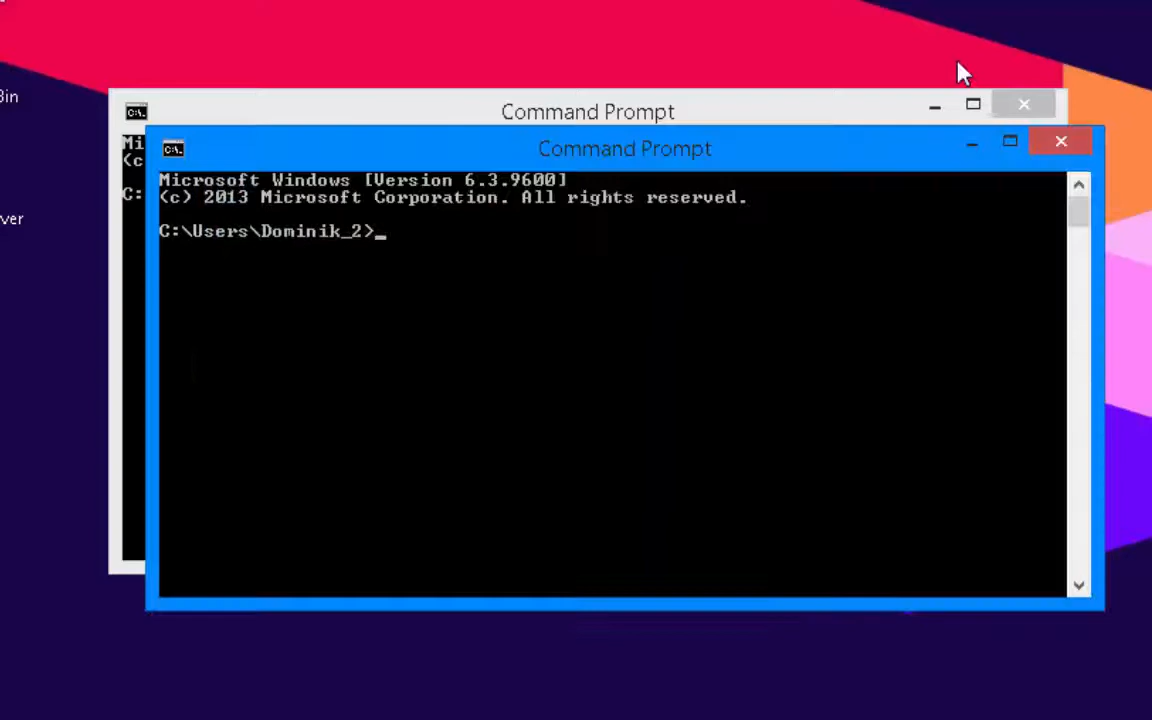 Bin
ver
Command Prompt
Mi
(c
C:
Command Prompt
Microsoft Windows [Version 6.3.9600]
(c) 2013 Microsoft Corporation. All rights reserved.
C:\Users\Dominik_2>_